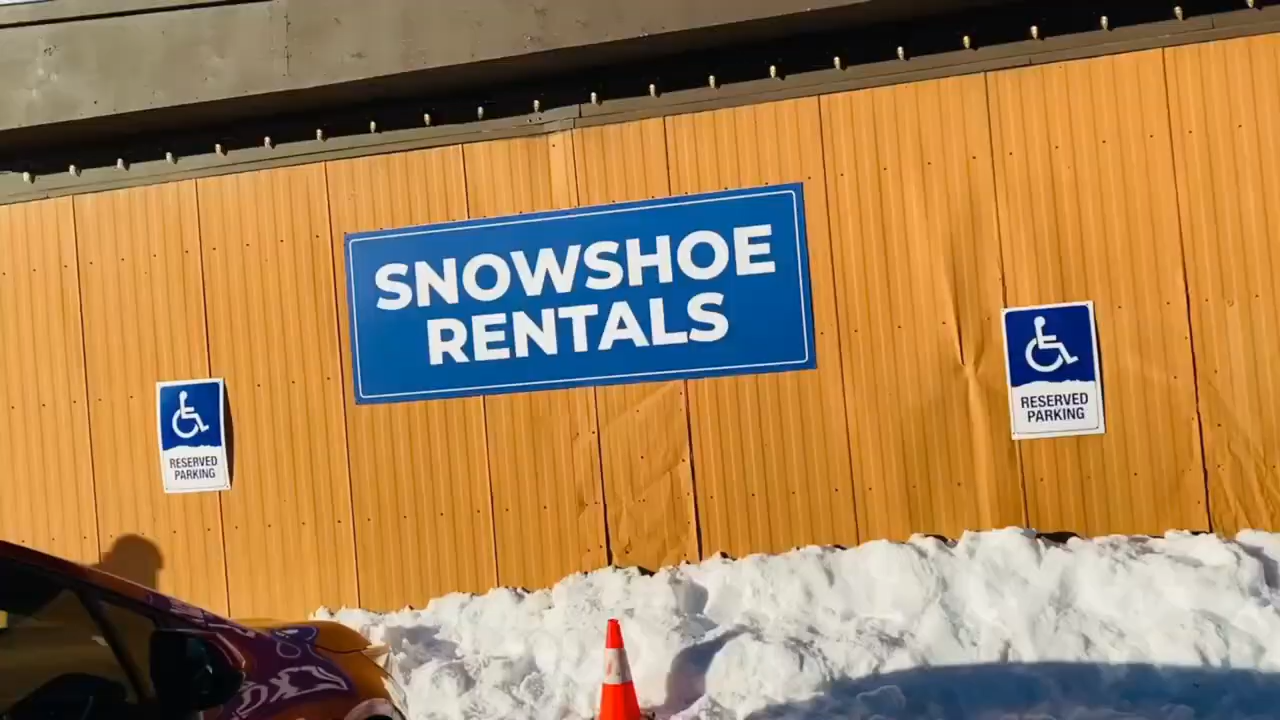 SNOWSHOE
RENTALS
RESERVED
PARKING
RESERVED
PARKING